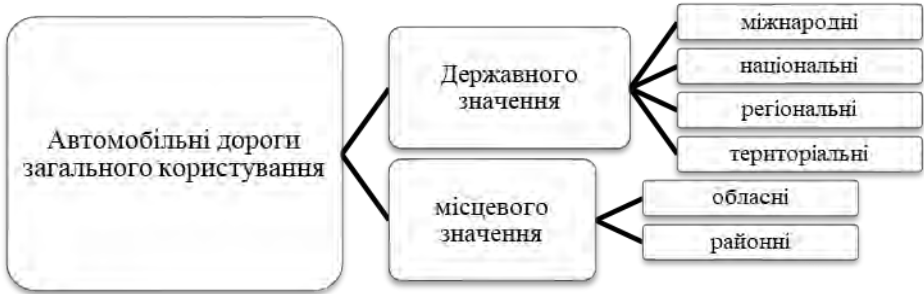 Автомобільні дороги
загального користування
Державного
значення
міжнародні
національні
регіональні
територіальні
місцевого
значення
обласні
районні